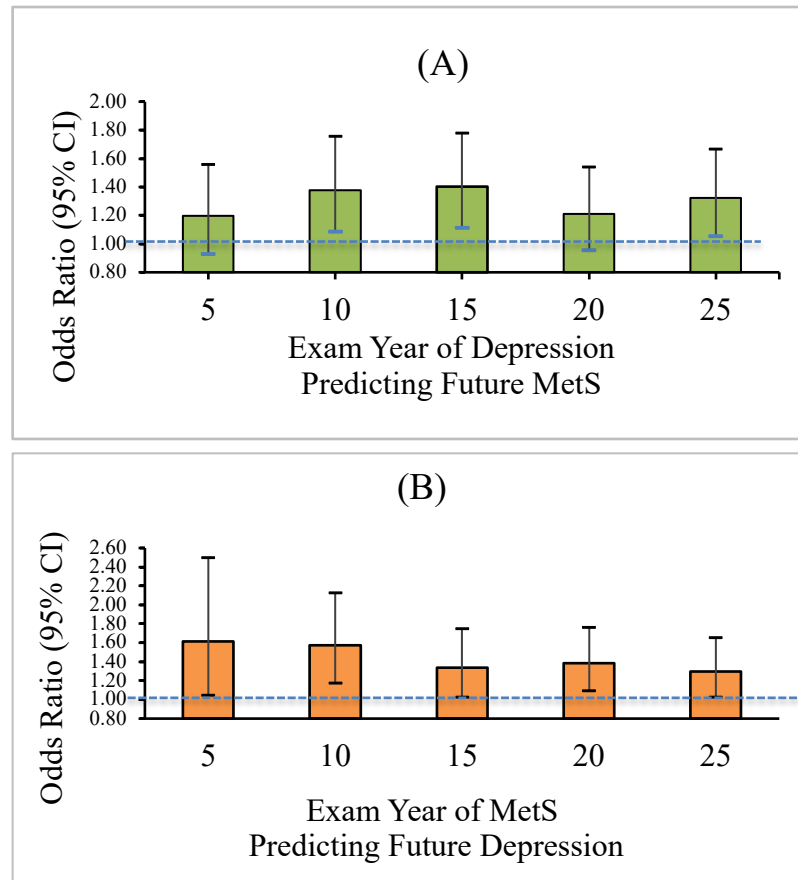 (A)
Odds Ratio (95% CI)
2.00
1.80
1.60
1.40
1.20
1.00
0.80
5 10 15 20 25
Exam Year of Depression
Predicting Future MetS
(B)
Odds Ratio (95% CI)
2.60
2.40
2.20
2.00
1.80
1.60
1.40
1.20
1.00
0.80
5 10 15 20 25
Exam Year of MetS
Predicting Future Depression